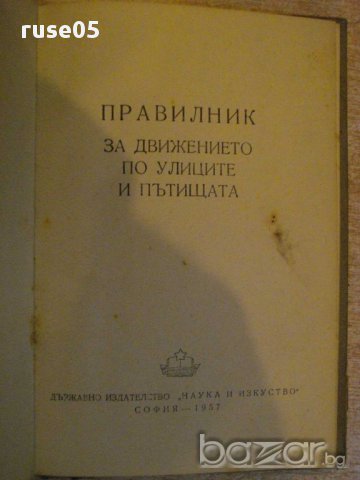 ruse05
ПРАВИЛНИК
ЗА ДВИЖЕНИЕТО
ПО УЛИЦИТЕ
И ПЪТИЩАТА
ДЪРЖАВНО ИЗДАТЕЛСТВО „НАУКА И ИЗКУСТВО"
СОФИЯ — 1957
bazar.bg